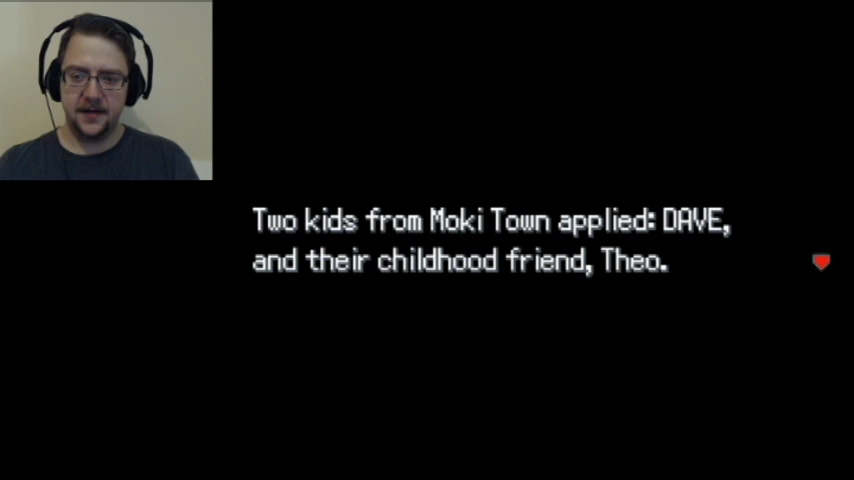 Two kids from Moki Town applied: DAVE,
and their childhood friend, Theo.